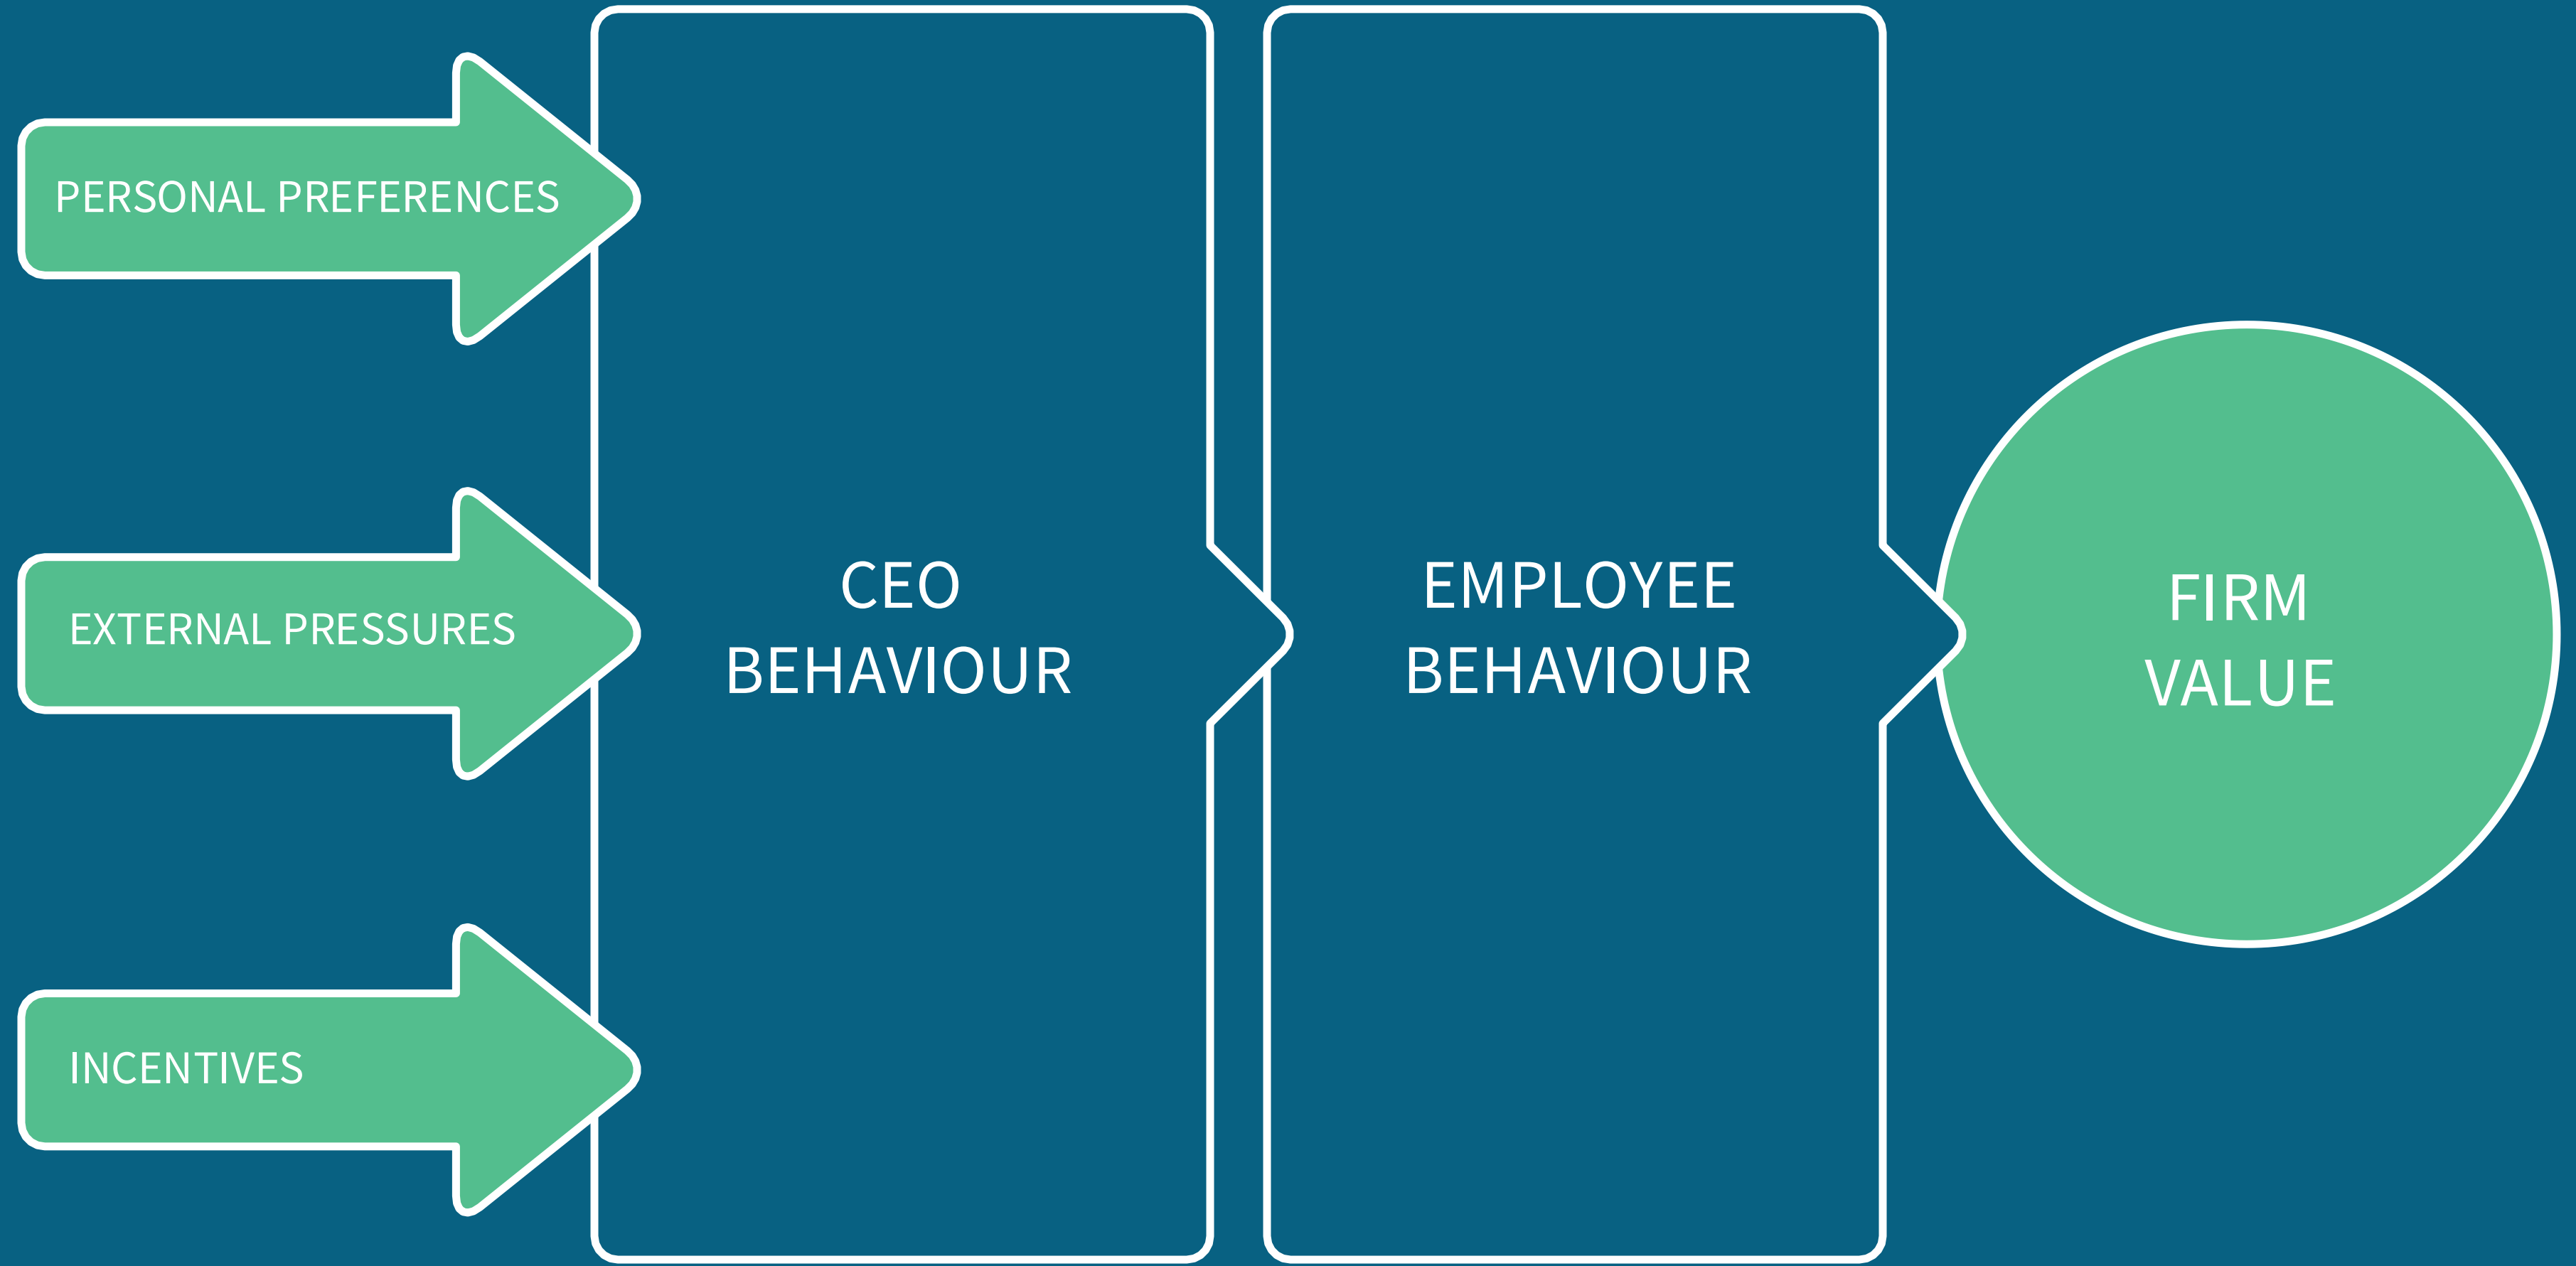 PERSONAL PREFERENCES
EXTERNAL PRESSURES
INCENTIVES
CEO
BEHAVIOUR
EMPLOYEE
BEHAVIOUR
FIRM
VALUE